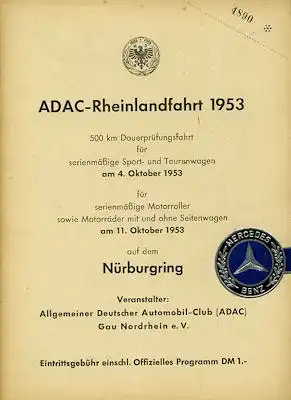 4890
*
ADAC-Rheinlandfahrt 1953
500 km Dauerprüfungsfahrt
für
serienmäßige Sport- und Tourenwagen
am 4. Oktober 1953
für
serienmäßige Motorroller
sowie Motorräder mit und ohne Seitenwagen
am 11. Oktober 1953
auf dem
Nürburgring
MERCEDES
BENZ
Veranstalter:
Allgemeiner Deutscher Automobil-Club (ADAC)
Gau Nordrhein e. V.
Eintrittsgebühr einschl. Offizielles Programm DM 1.-